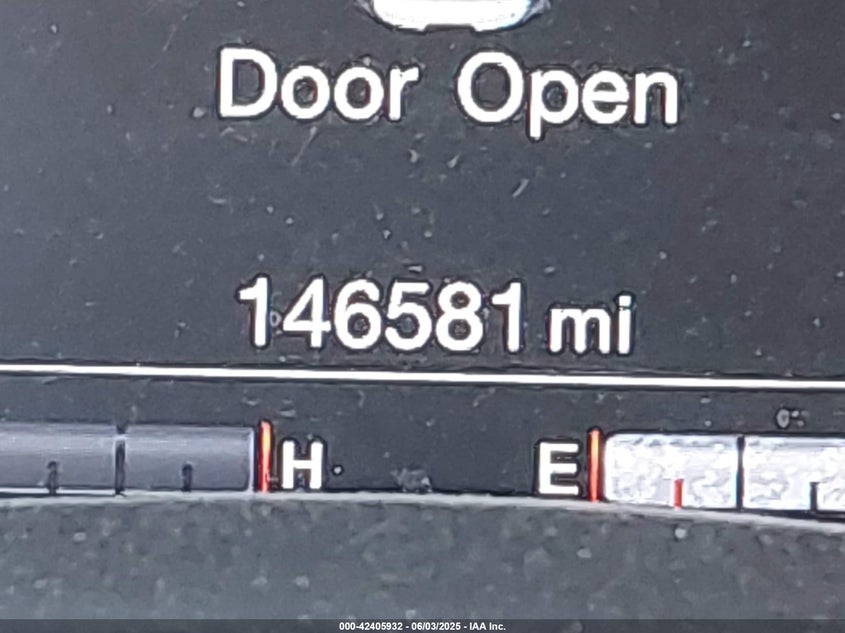 Door Open
146581 mi
H E
000-42405932 - 06/03/2025 - IAA Inc.